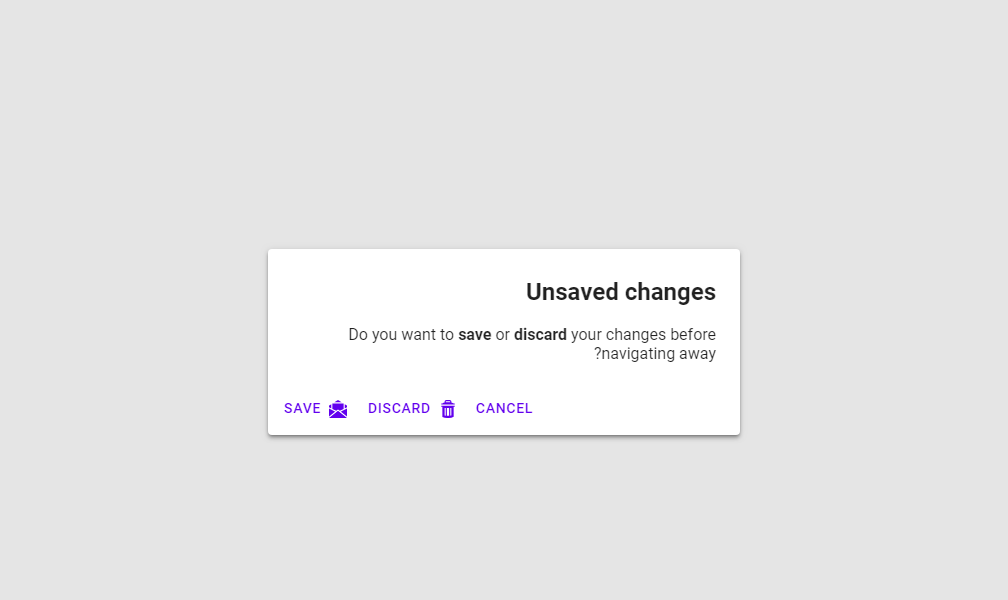 Unsaved changes
Do you want to save or discard your changes before
?navigating away
SAVE DISCARD CANCEL